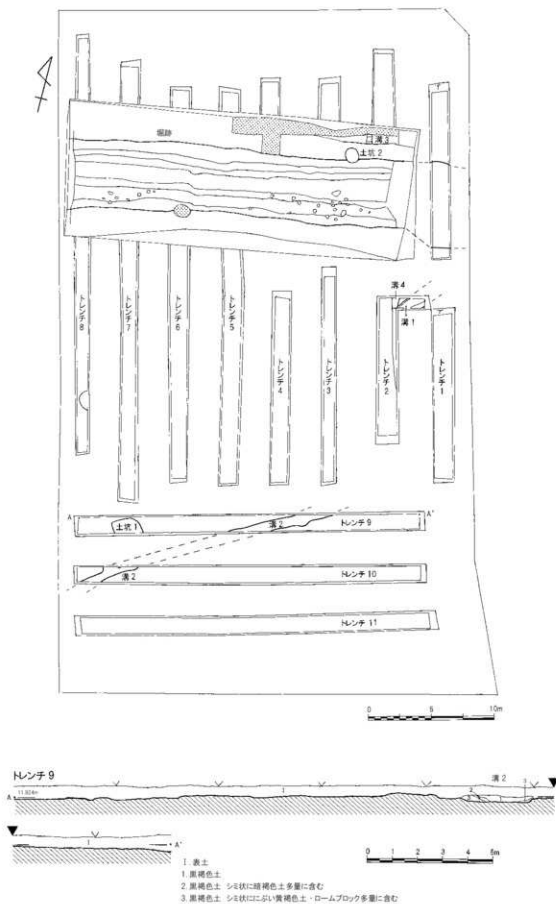 堀跡
溝3
土坑2
溝4
溝1
トレンチ8
トレンチ7
トレンチ6
トレンチ5
トレンチ4
トレンチ3
トレンチ2
トレンチ1
A
A'
土坑1
溝2
トレンチ9
溝2
トレンチ10
トレンチ11
0 5 10m
トレンチ9
溝2
A
11.804m
I
1
2
3
I
A'
0 1 2 3 4 5m
I 表土
1. 黒褐色土
2. 黒褐色土 シミ状に暗褐色土多量に含む
3. 黒褐色土 シミ状ににぶい黄褐色土・ロームブロック多量に含む